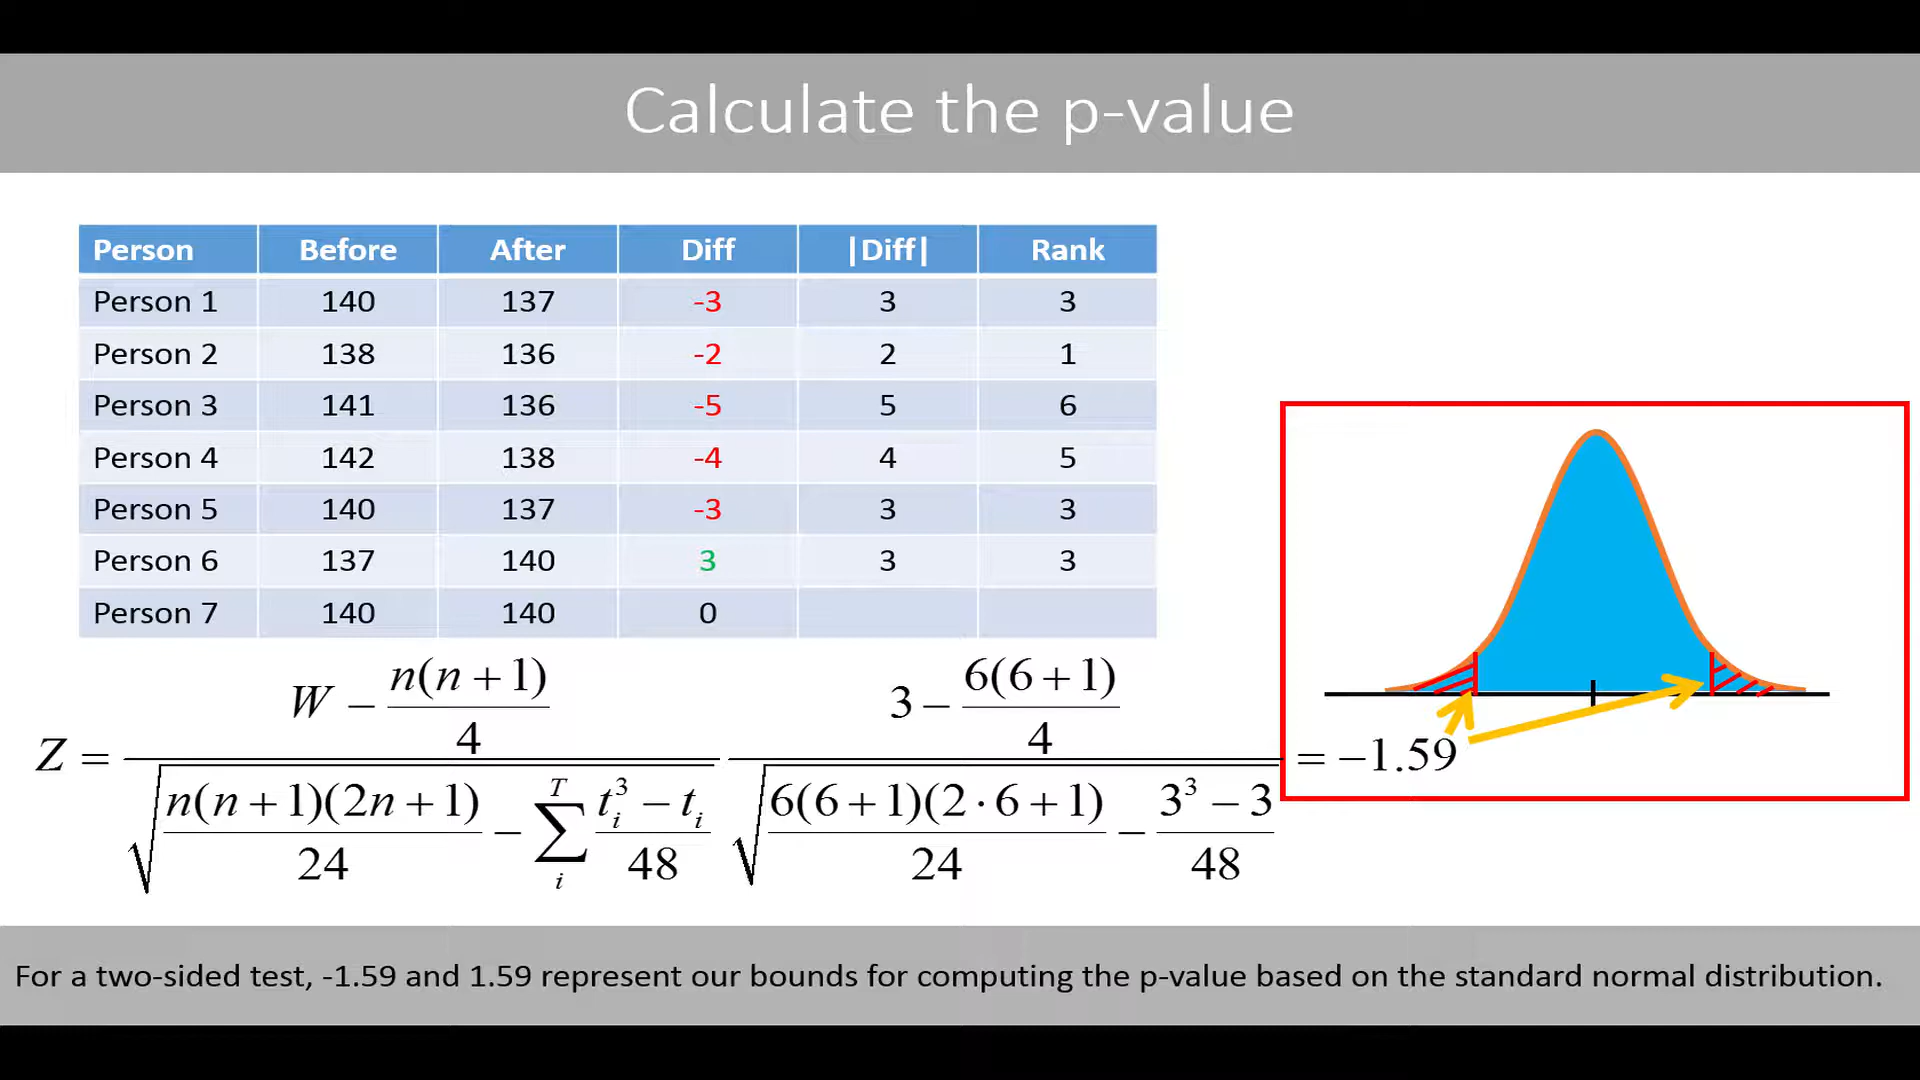 Calculate the p-value
Person Before After Diff |Diff| Rank
Person 1 140 137 -3 3 3
Person 2 138 136 -2 2 1
Person 3 141 136 -5 5 6
Person 4 142 138 -4 4 5
Person 5 140 137 -3 3 3
Person 6 137 140 3 3 3
Person 7 140 140 0
W − n(n + 1)/4 3 − 6(6 + 1)/4
Z = = −1.59
√ n(n + 1)(2n + 1)/24 − ∑ T i tᵢ³ − tᵢ/48 √ 6(6 + 1)(2 · 6 + 1)/24 − 3³ − 3/48
For a two-sided test, -1.59 and 1.59 represent our bounds for computing the p-value based on the standard normal distribution.